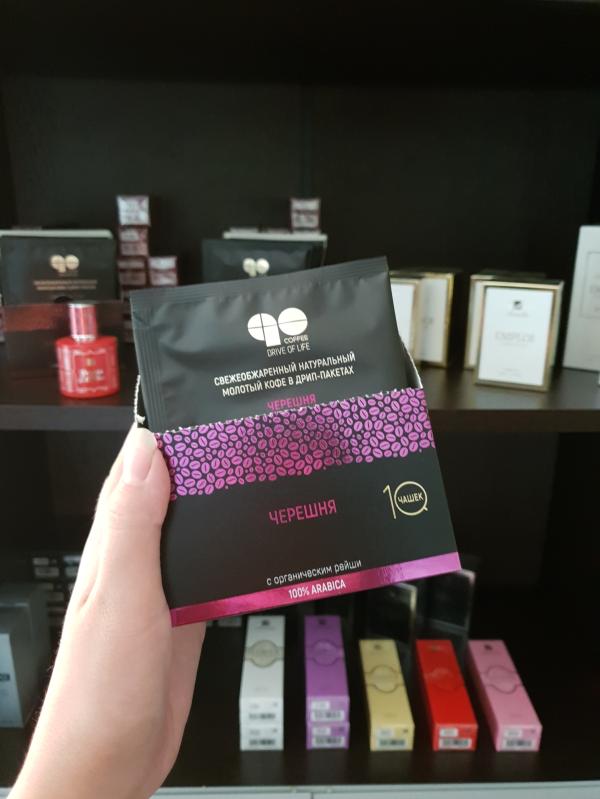 COFFEE
DRIVE OF LIFE
СВЕЖЕОБЖАРЕННЫЙ НАТУРАЛЬНЫЙ
МОЛОТЫЙ КОФЕ В ДРИП-ПАКЕТАХ
ЧЕРЕШНЯ
ЧЕРЕШНЯ
10 ЧАШЕК
с органическим рейши
100% ARABICA